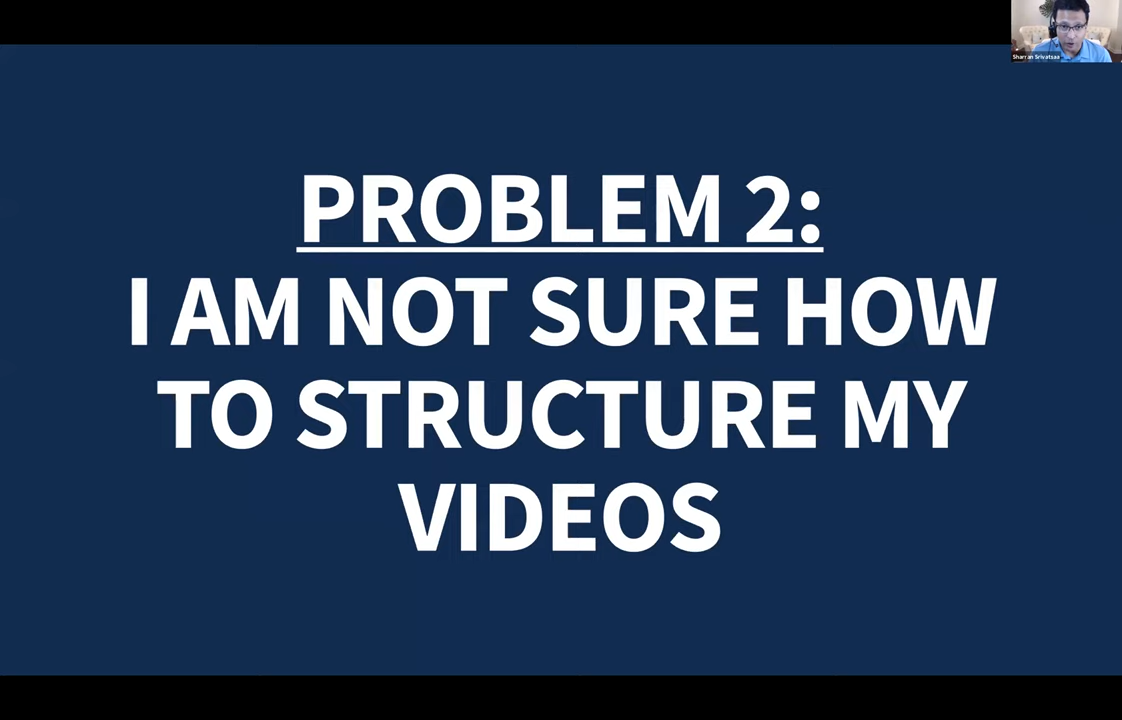 Sharran Srivatsaa
PROBLEM 2:
I AM NOT SURE HOW
TO STRUCTURE MY
VIDEOS